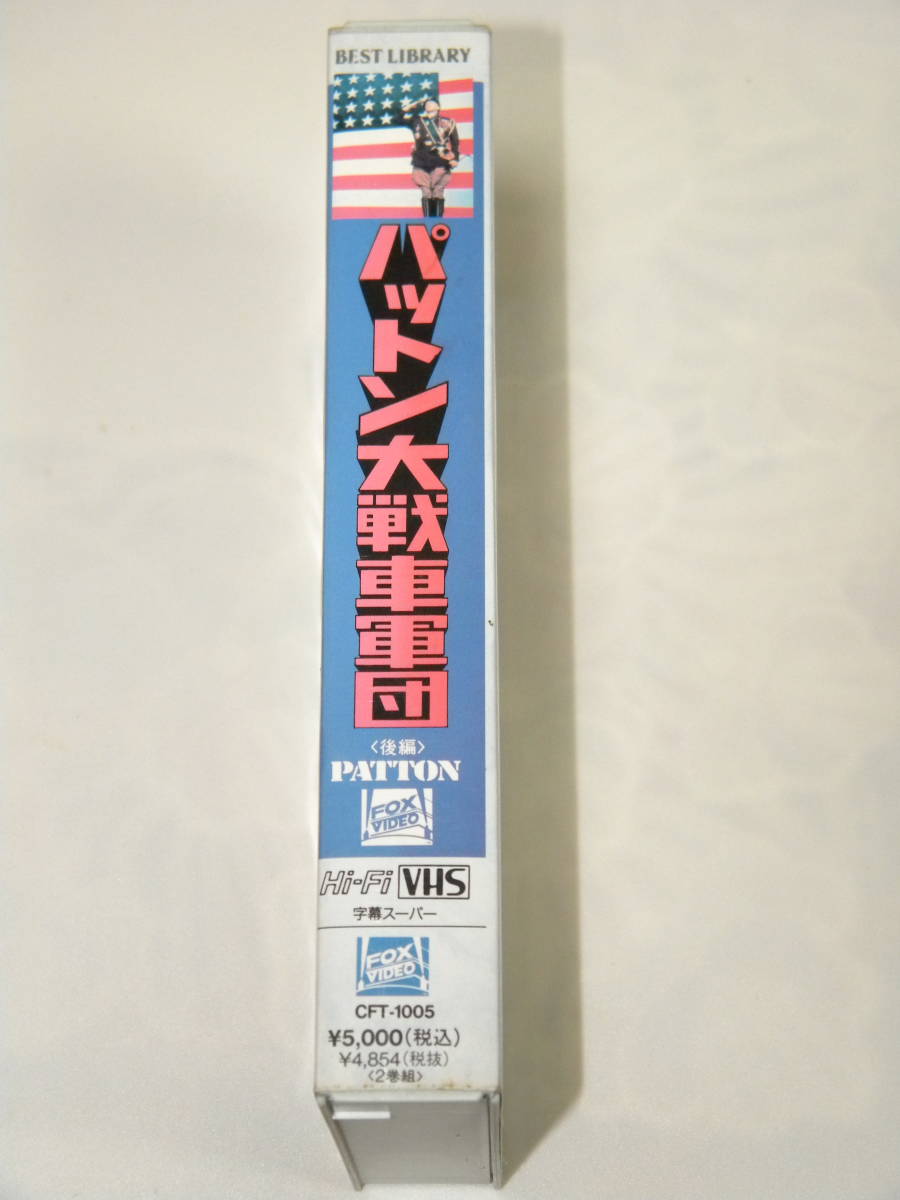 BEST LIBRARY
パットン大戦車軍団
〈後編〉
PATTON
FOX
VIDEO
Hi-Fi VHS
字幕スーパー
FOX
VIDEO
CFT-1005
¥5,000(税込)
¥4,854(税抜)
〈2巻組〉